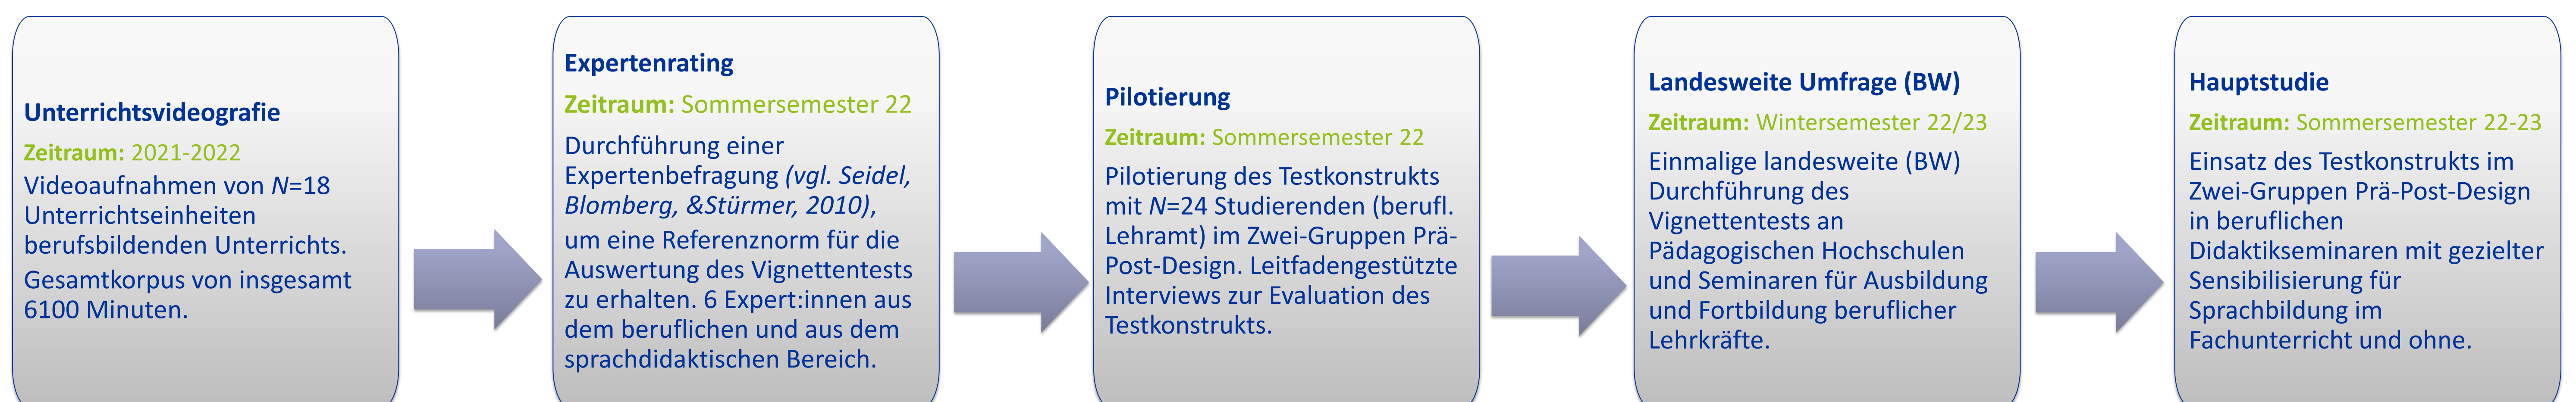 Unterrichtsvideografie
Zeitraum: 2021-2022
Videoaufnahmen von N=18
Unterrichtseinheiten
berufsbildenden Unterrichts.
Gesamtkorpus von insgesamt
6100 Minuten.
Expertenrating
Zeitraum: Sommersemester 22
Durchführung einer
Expertenbefragung (vgl. Seidel,
Blomberg, &Stürmer, 2010),
um eine Referenznorm für die
Auswertung des Vignettentests
zu erhalten. 6 Expert:innen aus
dem beruflichen und aus dem
sprachdidaktischen Bereich.
Pilotierung
Zeitraum: Sommersemester 22
Pilotierung des Testkonstrukts
mit N=24 Studierenden (berufl.
Lehramt) im Zwei-Gruppen Prä-
Post-Design. Leitfadengestützte
Interviews zur Evaluation des
Testkonstrukts.
Landesweite Umfrage (BW)
Zeitraum: Wintersemester 22/23
Einmalige landesweite (BW)
Durchführung des
Vignettentests an
Pädagogischen Hochschulen
und Seminaren für Ausbildung
und Fortbildung beruflicher
Lehrkräfte.
Hauptstudie
Zeitraum: Sommersemester 22-23
Einsatz des Testkonstrukts im
Zwei-Gruppen Prä-Post-Design
in beruflichen
Didaktikseminaren mit gezielter
Sensibilisierung für
Sprachbildung im
Fachunterricht und ohne.